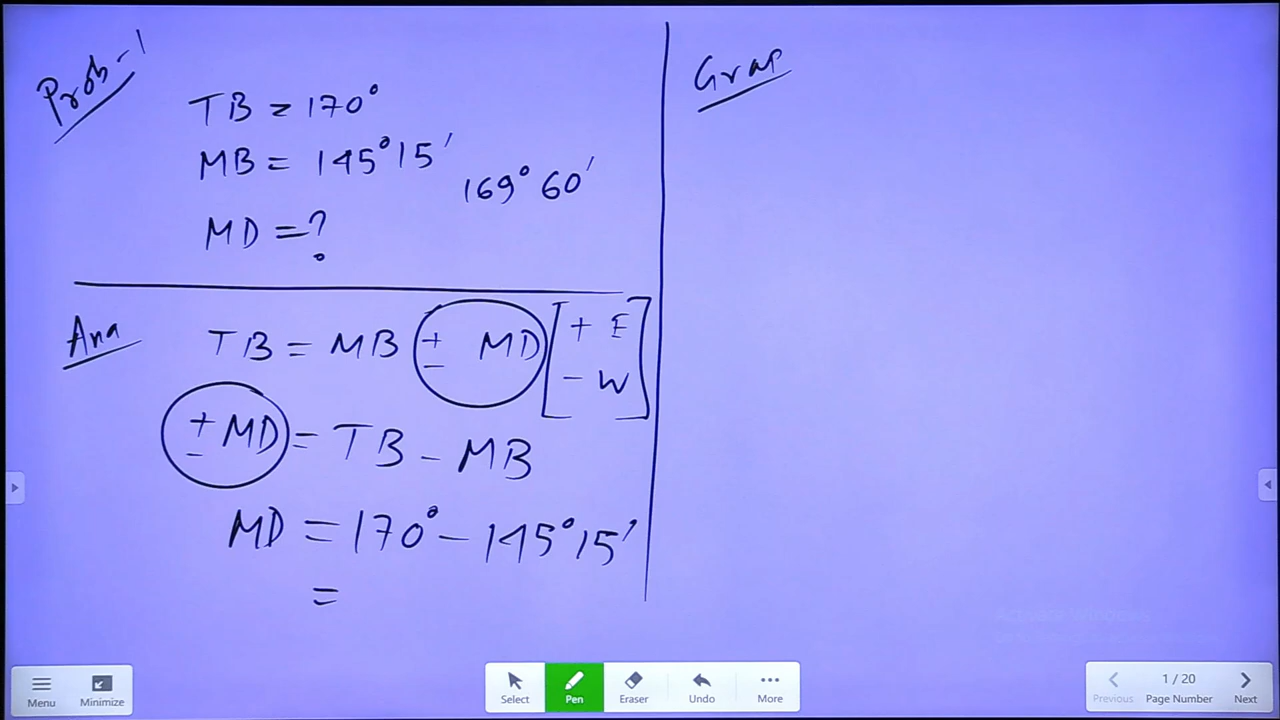 Prob-1
TB = 170°
MB = 145°15'
169° 60'
MD = ?
Ana
TB = MB ± MD [+ E
- W]
± MD = TB - MB
MD = 170° - 145°15'
=
Grap
Menu
Minimize
Select
Pen
Eraser
Undo
More
Previous
1 / 20
Page Number
Next